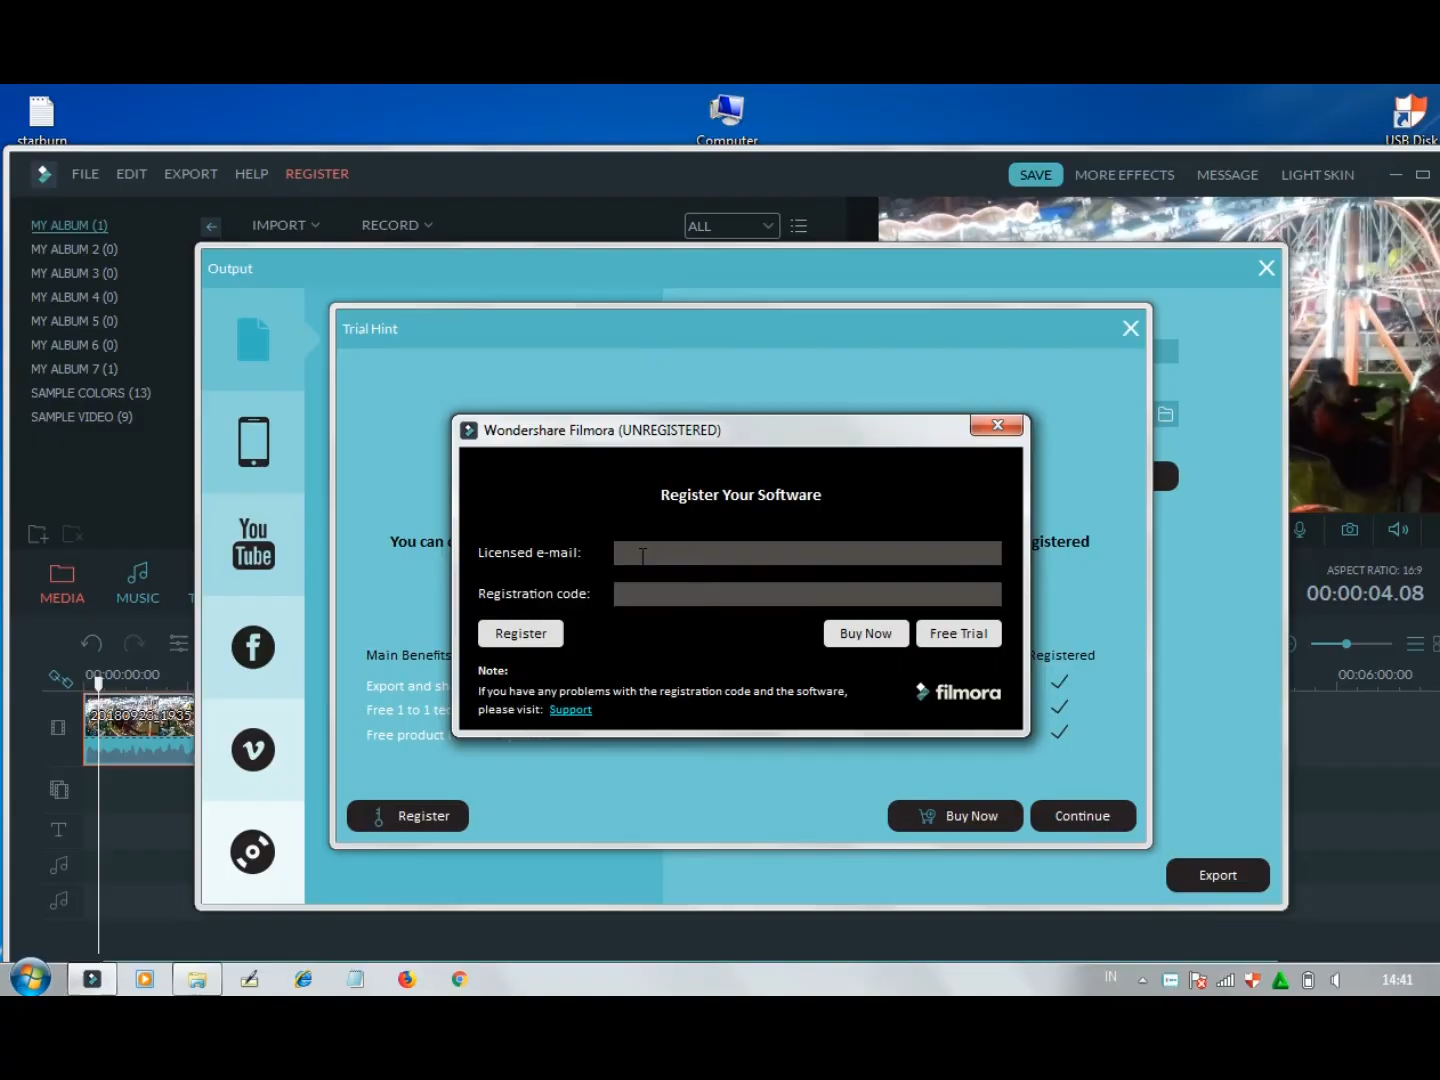 starburn
Computer
USB Disk
FILE EDIT EXPORT HELP REGISTER
SAVE MORE EFFECTS MESSAGE LIGHT SKIN
MY ALBUM (1)
MY ALBUM 2 (0)
MY ALBUM 3 (0)
MY ALBUM 4 (0)
MY ALBUM 5 (0)
MY ALBUM 6 (0)
MY ALBUM 7 (1)
SAMPLE COLORS (13)
SAMPLE VIDEO (9)
IMPORT RECORD ALL
Output
Trial Hint
You can
gistered
Wondershare Filmora (UNREGISTERED)
Register Your Software
Licensed e-mail:
Registration code:
Register Buy Now Free Trial
Note:
If you have any problems with the registration code and the software,
please visit: Support
filmora
You
Tube
Main Benefits
Registered
Export and sh
Free 1 to 1 te
Free product
Register Buy Now Continue
Export
MEDIA MUSIC T
ASPECT RATIO: 16:9
00:00:04.08
00:00:00:00
00:06:00:00
20180923_1935
T
IN 14:41